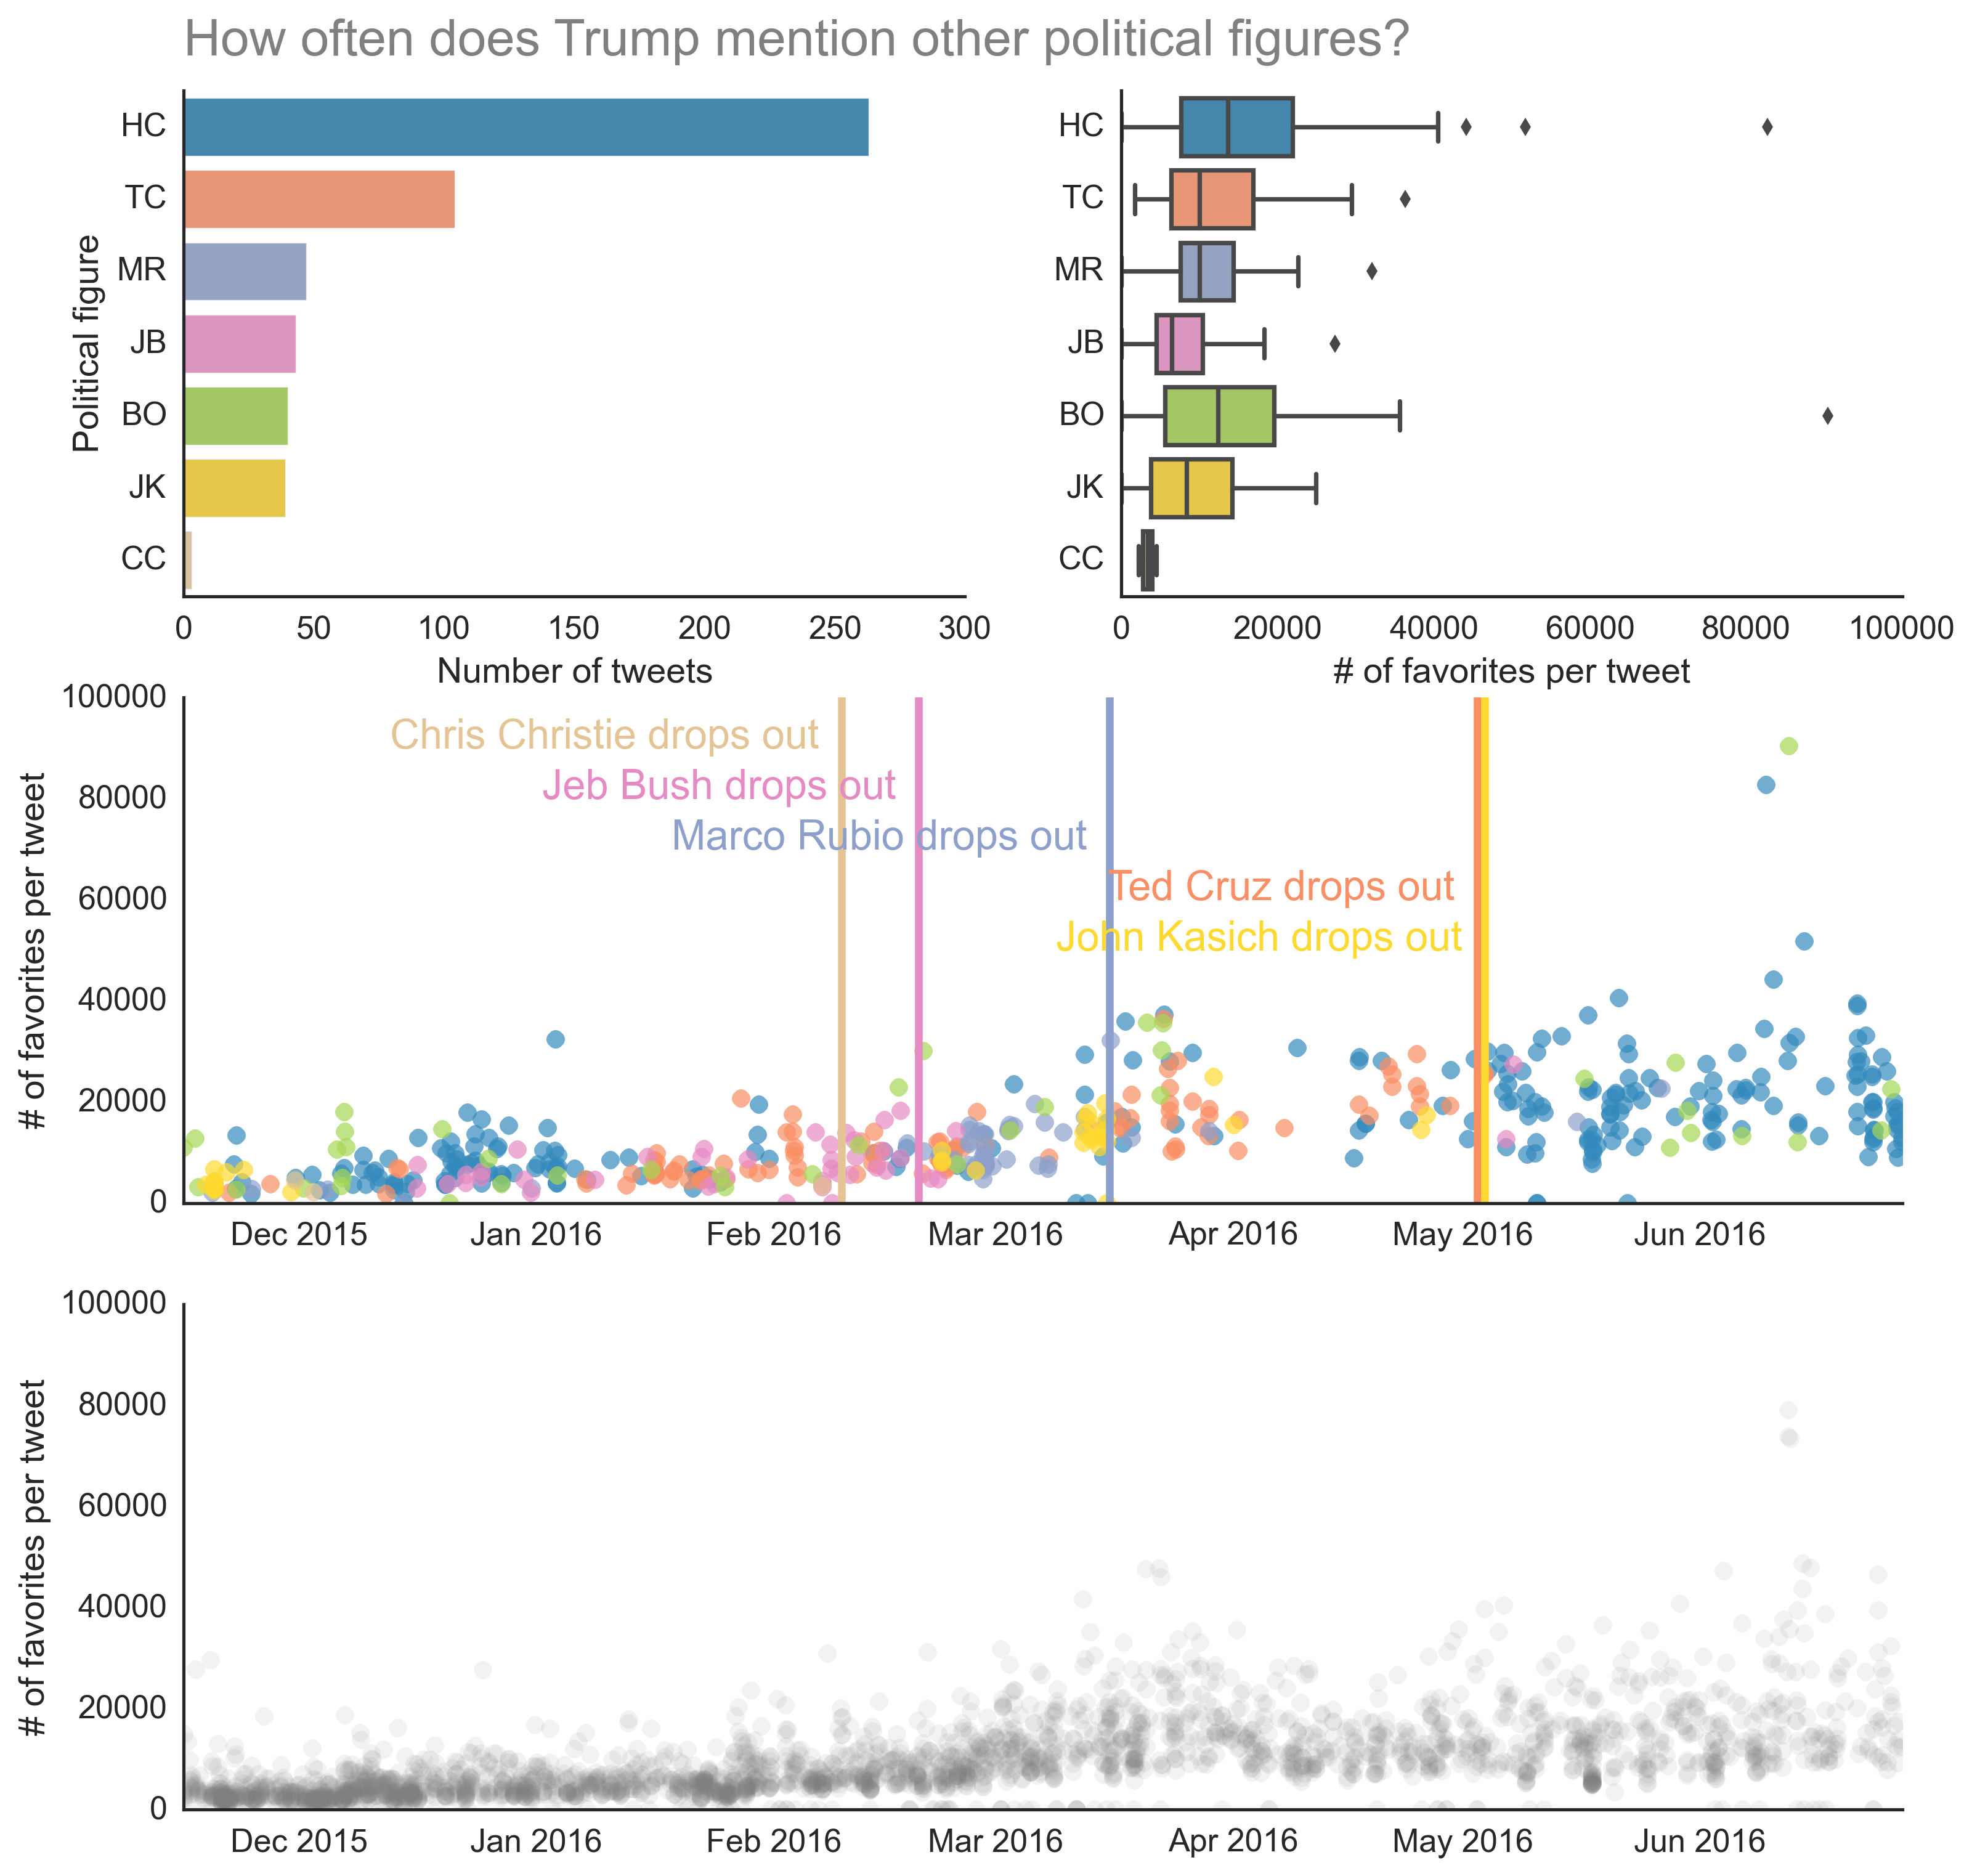 How often does Trump mention other political figures?
Political figure
HC
TC
MR
JB
BO
JK
CC
0 50 100 150 200 250 300
Number of tweets
HC
TC
MR
JB
BO
JK
CC
0 20000 40000 60000 80000 100000
# of favorites per tweet
100000
80000
60000
40000
20000
0
# of favorites per tweet
Chris Christie drops out
Jeb Bush drops out
Marco Rubio drops out
Ted Cruz drops out
John Kasich drops out
Dec 2015 Jan 2016 Feb 2016 Mar 2016 Apr 2016 May 2016 Jun 2016
100000
80000
60000
40000
20000
0
# of favorites per tweet
Dec 2015 Jan 2016 Feb 2016 Mar 2016 Apr 2016 May 2016 Jun 2016